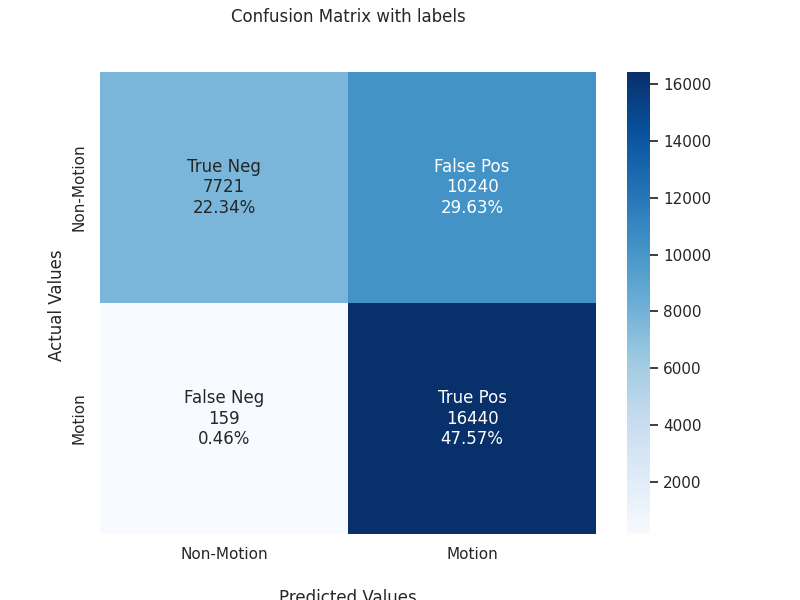 Confusion Matrix with labels
Non-Motion
True Neg
7721
22.34%
False Pos
10240
29.63%
Actual Values
Motion
False Neg
159
0.46%
True Pos
16440
47.57%
Non-Motion
Motion
Predicted Values
16000
14000
12000
10000
8000
6000
4000
2000